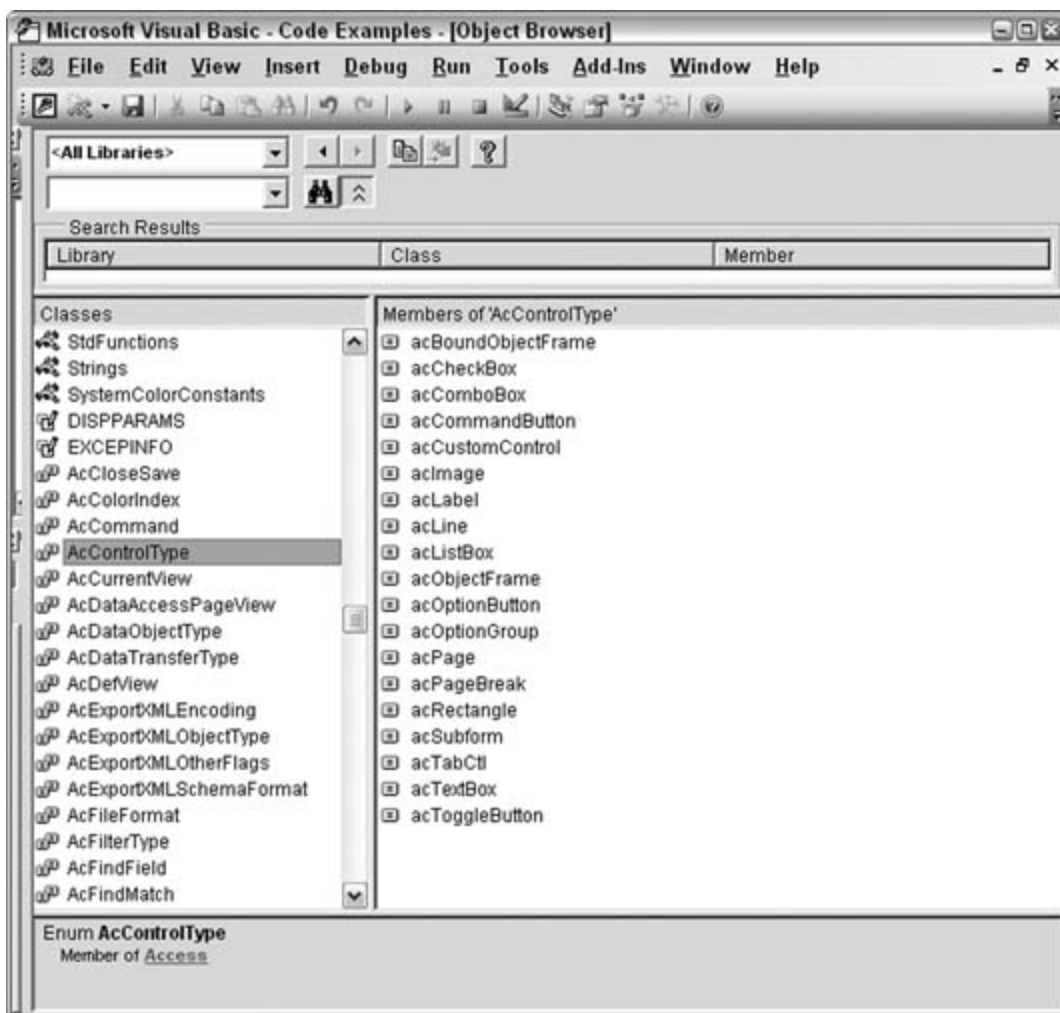 Microsoft Visual Basic - Code Examples - [Object Browser]
File Edit View Insert Debug Run Tools Add-Ins Window Help
<All Libraries>
Search Results
Library Class Member
Classes
StdFunctions
Strings
SystemColorConstants
DISPPARAMS
EXCEPINFO
AcCloseSave
AcColorIndex
AcCommand
AcControlType
AcCurrentView
AcDataAccessPageView
AcDataObjectType
AcDataTransferType
AcDefView
AcExportXMLEncoding
AcExportXMLObjectType
AcExportXMLOtherFlags
AcExportXMLSchemaFormat
AcFileFormat
AcFilterType
AcFindField
AcFindMatch
Members of 'AcControlType'
acBoundObjectFrame
acCheckBox
acComboBox
acCommandButton
acCustomControl
acImage
acLabel
acLine
acListBox
acObjectFrame
acOptionButton
acOptionGroup
acPage
acPageBreak
acRectangle
acSubform
acTabCtl
acTextBox
acToggleButton
Enum AcControlType
Member of Access